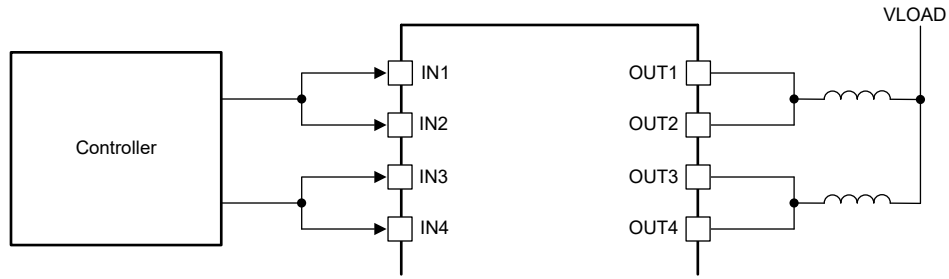 VLOAD
IN1
OUT1
IN2
OUT2
Controller
IN3
OUT3
IN4
OUT4